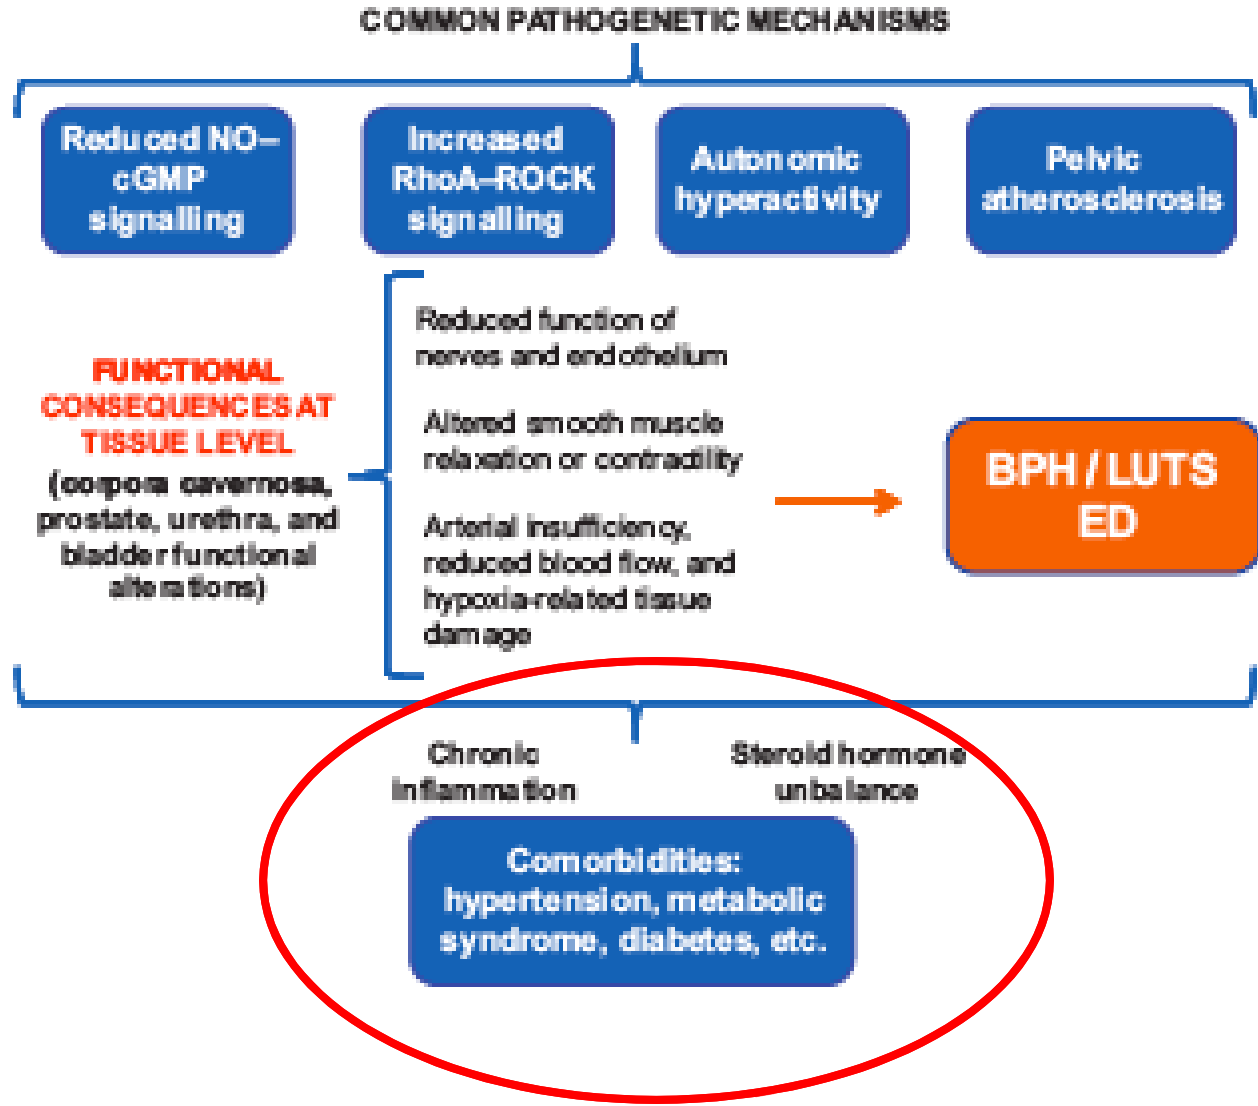 COMMON PATHOGENETIC MECHANISMS
Reduced NO–
cGMP
signalling
Increased
RhoA–ROCK
signalling
Autonomic
hyperactivity
Pelvic
atherosclerosis
FUNCTIONAL
CONSEQUENCES AT
TISSUE LEVEL
(corpora cavernosa,
prostate, urethra, and
bladder functional
alterations)
Reduced function of
nerves and endothelium
Altered smooth muscle
relaxation or contractility
Arterial insufficiency,
reduced blood flow, and
hypoxia-related tissue
damage
BPH / LUTS
ED
Chronic
inflammation
Steroid hormone
unbalance
Comorbidities:
hypertension, metabolic
syndrome, diabetes, etc.